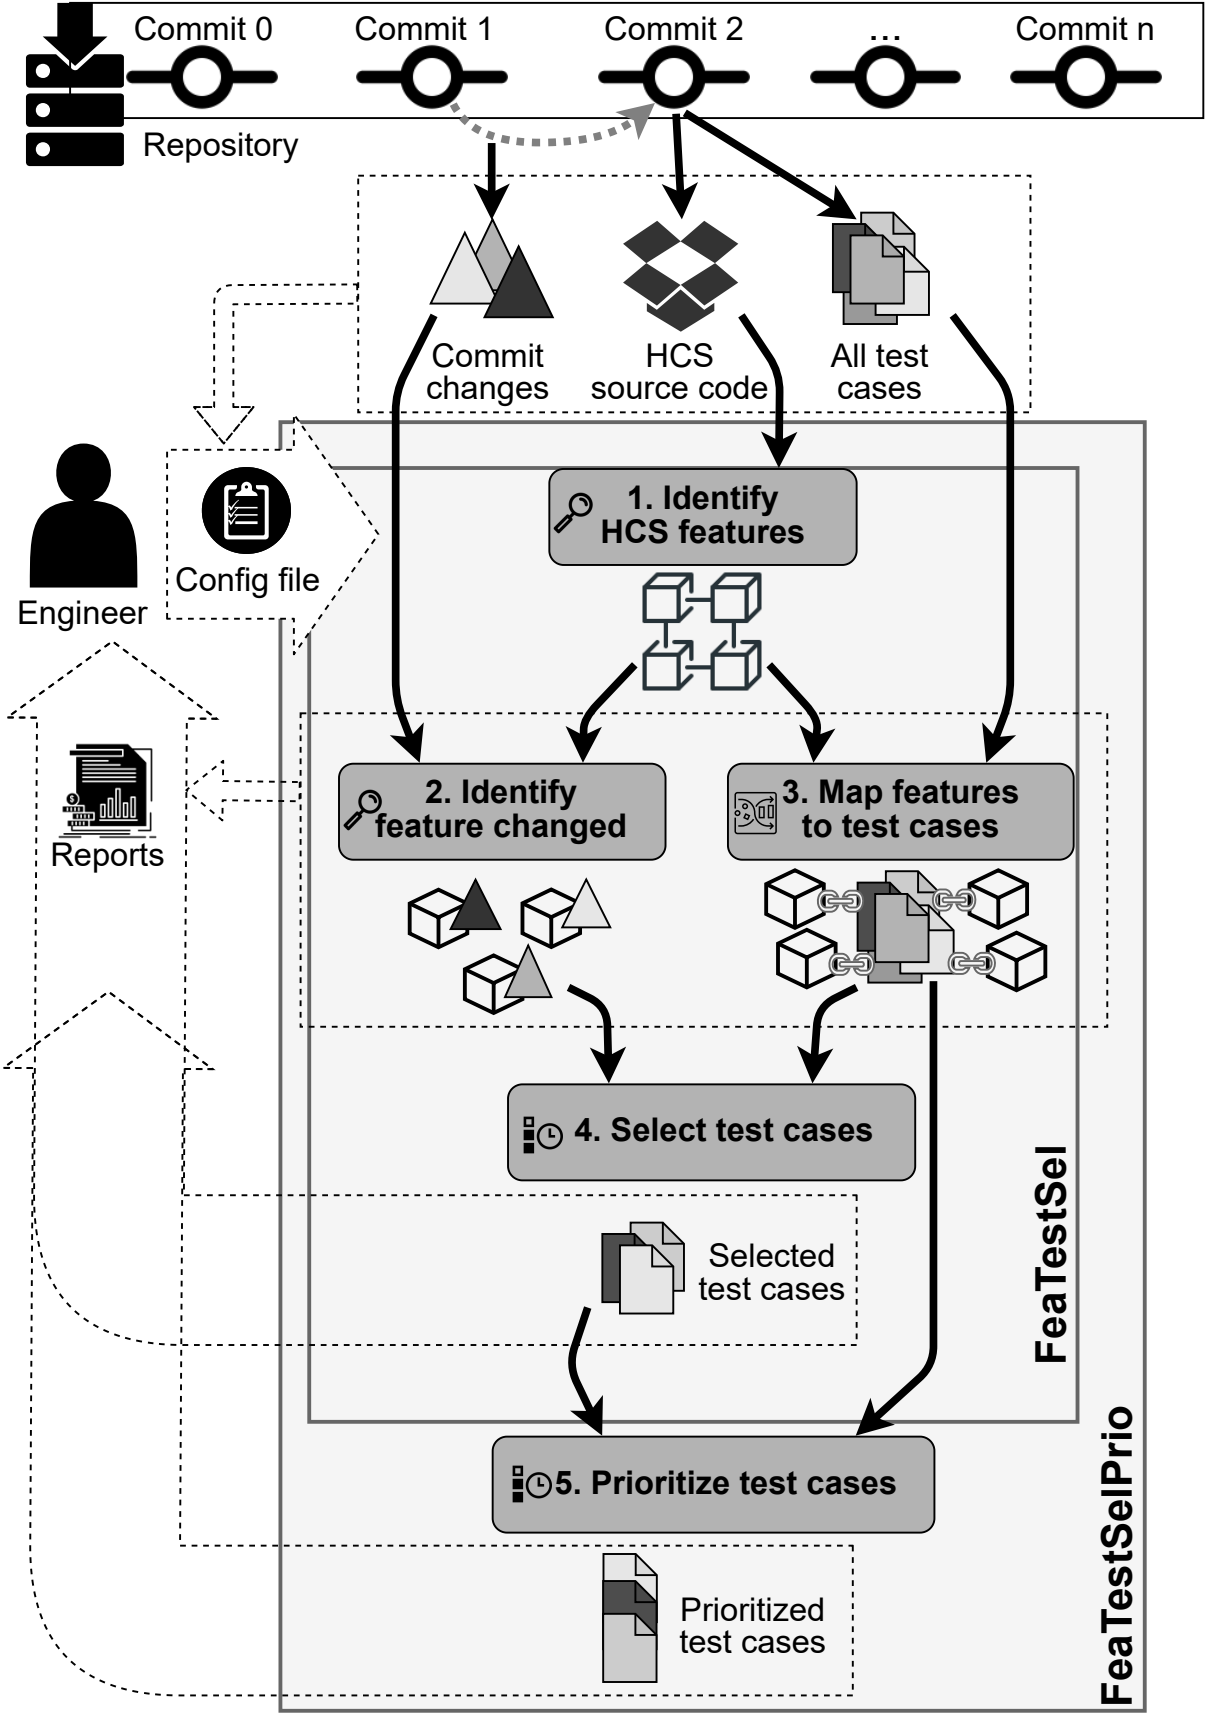 Commit 0
Commit 1
Commit 2
...
Commit n
Repository
Commit
changes
HCS
source code
All test
cases
Engineer
Config file
1. Identify
HCS features
Reports
2. Identify
feature changed
3. Map features
to test cases
4. Select test cases
Selected
test cases
FeaTestSel
5. Prioritize test cases
Prioritized
test cases
FeaTestSelPrio